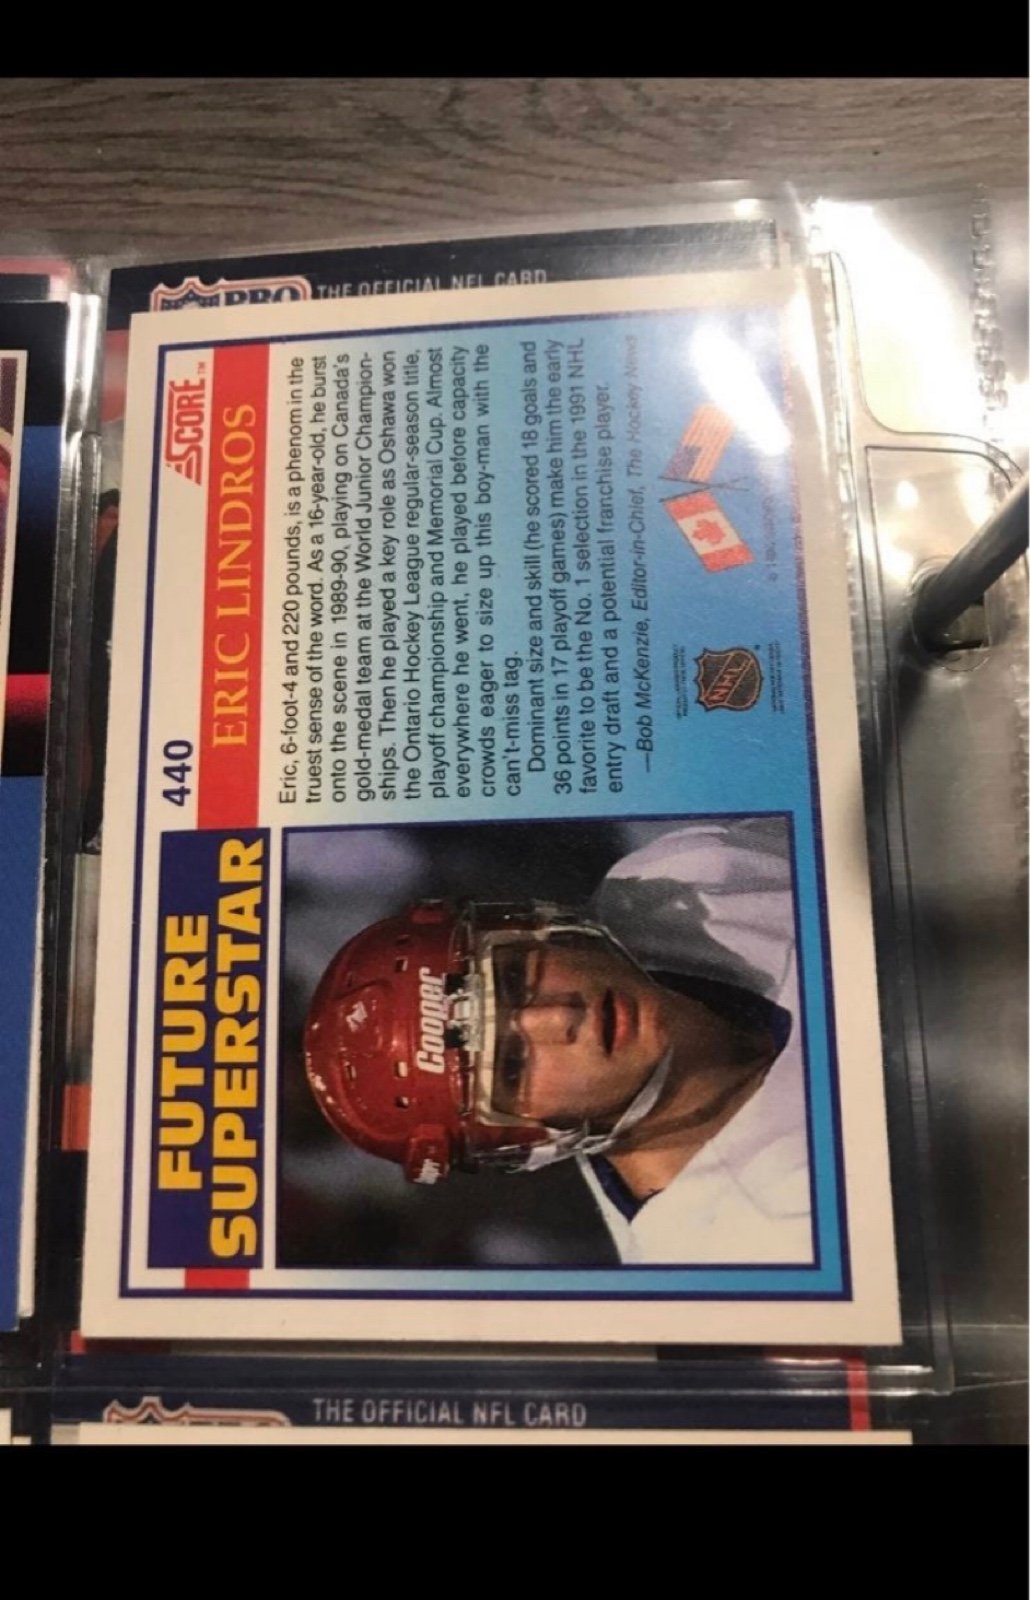 PRO
THE OFFICIAL NFL CARD
SCORE™
FUTURE
SUPERSTAR
440
ERIC LINDROS
Eric, 6-foot-4 and 220 pounds, is a phenom in the
truest sense of the word. As a 16-year-old, he burst
onto the scene in 1989-90, playing on Canada's
gold-medal team at the World Junior Champion-
ships. Then he played a key role as Oshawa won
the Ontario Hockey League regular-season title,
playoff championship and Memorial Cup. Almost
everywhere he went, he played before capacity
crowds eager to size up this boy-man with the
can't-miss tag.
Dominant size and skill (he scored 18 goals and
36 points in 17 playoff games) make him the early
favorite to be the No. 1 selection in the 1991 NHL
entry draft and a potential franchise player.
—Bob McKenzie, Editor-in-Chief, The Hockey News
Cooper
NHL
THE OFFICIAL NFL CARD